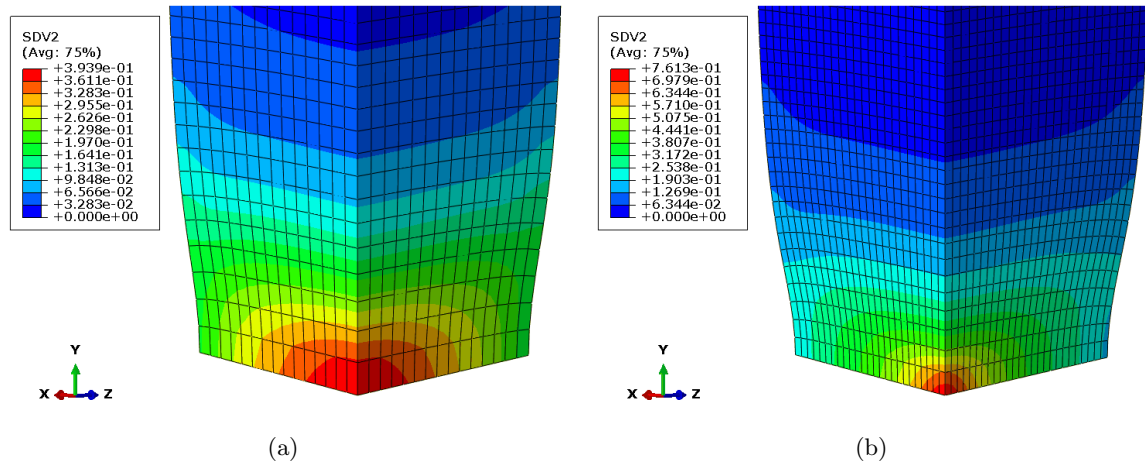 SDV2
(Avg: 75%)
+3.939e-01
+3.611e-01
+3.283e-01
+2.955e-01
+2.626e-01
+2.298e-01
+1.970e-01
+1.641e-01
+1.313e-01
+9.848e-02
+6.566e-02
+3.283e-02
+0.000e+00
Y
X Z
(a)
SDV2
(Avg: 75%)
+7.613e-01
+6.979e-01
+6.344e-01
+5.710e-01
+5.075e-01
+4.441e-01
+3.807e-01
+3.172e-01
+2.538e-01
+1.903e-01
+1.269e-01
+6.344e-02
+0.000e+00
Y
X Z
(b)